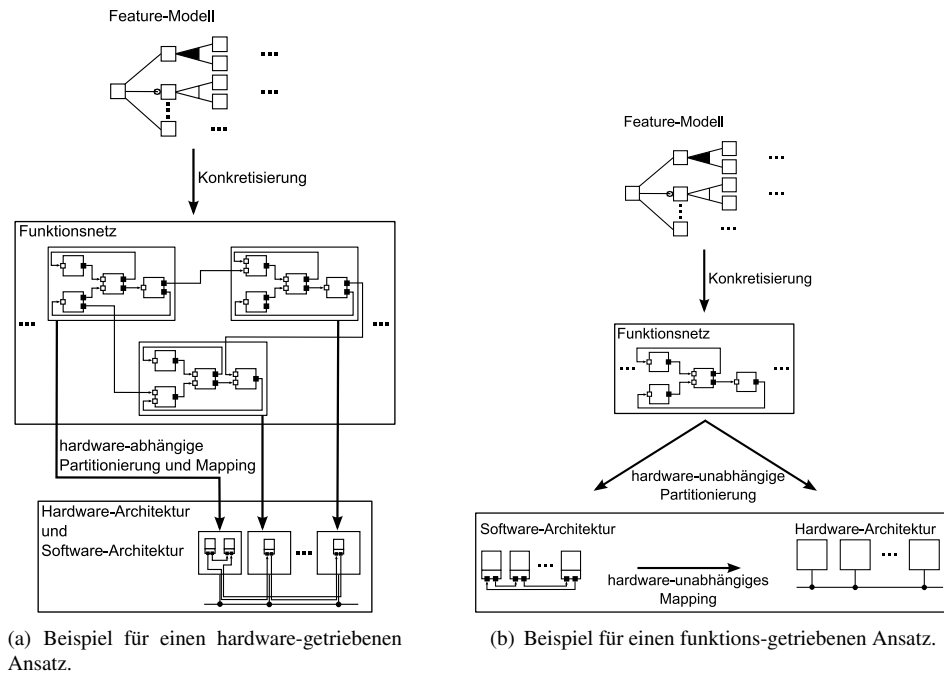 Feature-Modell
Konkretisierung
Funktionsnetz
hardware-abhängige
Partitionierung und Mapping
Hardware-Architektur
und
Software-Architektur
(a) Beispiel für einen hardware-getriebenen
Ansatz.
Feature-Modell
Konkretisierung
Funktionsnetz
hardware-unabhängige
Partitionierung
Software-Architektur
Hardware-Architektur
hardware-unabhängiges
Mapping
(b) Beispiel für einen funktions-getriebenen Ansatz.